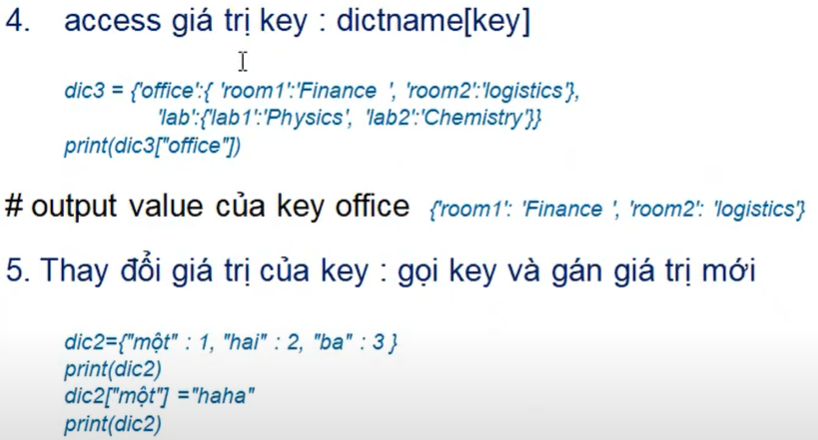 4. access giá trị key : dictname[key]
dic3 = {'office':{ 'room1':'Finance ', 'room2':'logistics'},
'lab':{'lab1':'Physics', 'lab2':'Chemistry'}}
print(dic3["office"])
# output value của key office {'room1': 'Finance ', 'room2': 'logistics'}
5. Thay đổi giá trị của key : gọi key và gán giá trị mới
dic2={"một" : 1, "hai" : 2, "ba" : 3 }
print(dic2)
dic2["một"] ="haha"
print(dic2)